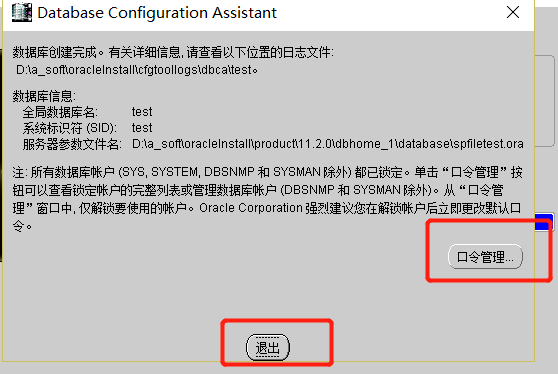 Database Configuration Assistant
数据库创建完成。有关详细信息, 请查看以下位置的日志文件:
D:\a_soft\oracleInstall\cfgtoollogs\dbca\test。
数据库信息:
全局数据库名: test
系统标识符 (SID): test
服务器参数文件名: D:\a_soft\oracleInstall\product\11.2.0\dbhome_1\database\spfiletest.ora
注: 所有数据库帐户 (SYS, SYSTEM, DBSNMP 和 SYSMAN 除外) 都已锁定。单击“口令管理”按
钮可以查看锁定帐户的完整列表或管理数据库帐户 (DBSNMP 和 SYSMAN 除外)。从“口令管
理”窗口中, 仅解锁要使用的帐户。Oracle Corporation 强烈建议您在解锁帐户后立即更改默认口
令。
口令管理...
退出